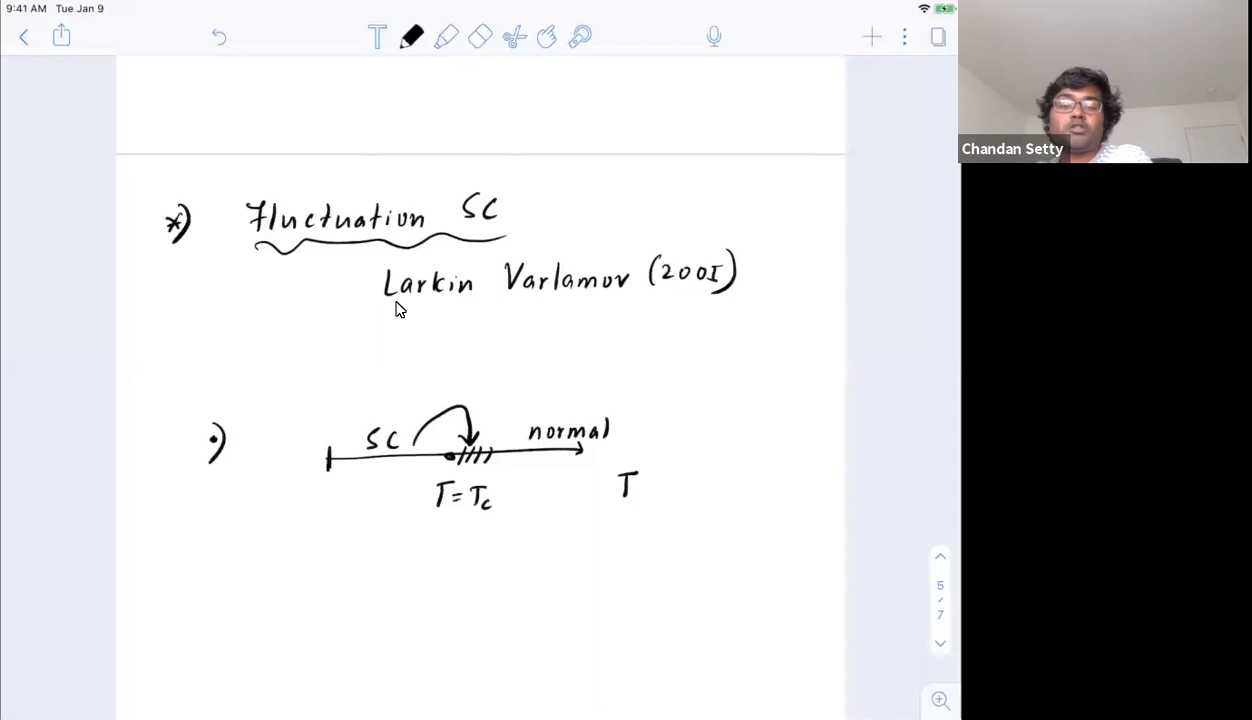 9:41 AM Tue Jan 9
Chandan Setty
*) Fluctuation SC
Larkin Varlamov (2001)
•) SC normal
T = Tc T
5
/
7